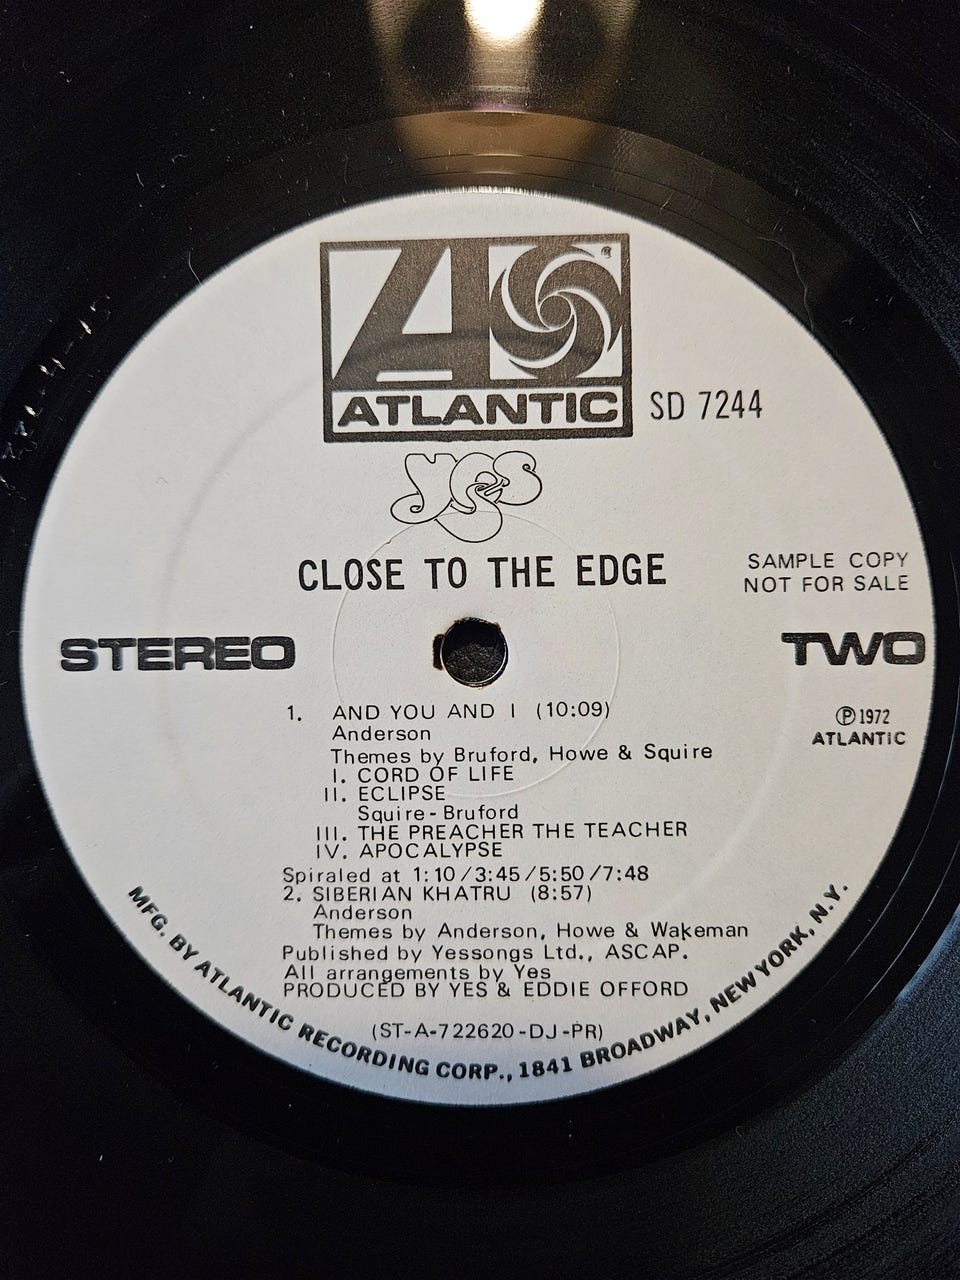 ATLANTIC
®
SD 7244
yes
CLOSE TO THE EDGE
SAMPLE COPY
NOT FOR SALE
STEREO
TWO
℗ 1972
ATLANTIC
1. AND YOU AND I (10:09)
Anderson
Themes by Bruford, Howe & Squire
I. CORD OF LIFE
II. ECLIPSE
Squire-Bruford
III. THE PREACHER THE TEACHER
IV. APOCALYPSE
Spiraled at 1:10/3:45/5:50/7:48
2. SIBERIAN KHATRU (8:57)
Anderson
Themes by Anderson, Howe & Wakeman
Published by Yessongs Ltd., ASCAP.
All arrangements by Yes
PRODUCED BY YES & EDDIE OFFORD
(ST-A-722620-DJ-PR)
MFG. BY ATLANTIC RECORDING CORP., 1841 BROADWAY, NEW YORK, N.Y.